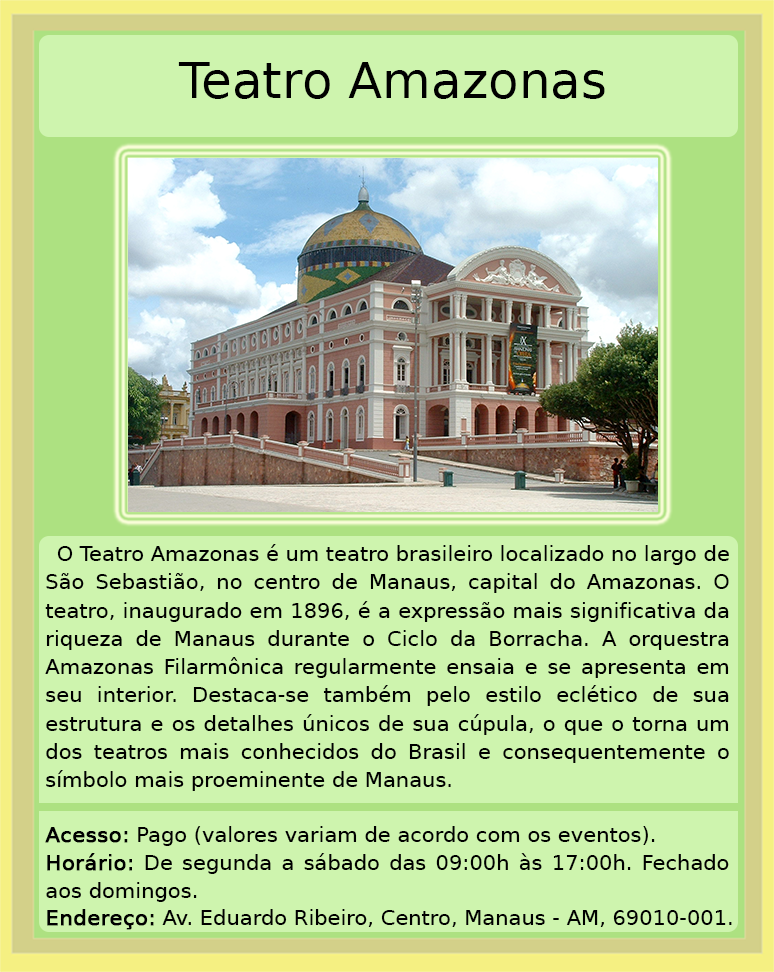 Teatro Amazonas
O Teatro Amazonas é um teatro brasileiro localizado no largo de
São Sebastião, no centro de Manaus, capital do Amazonas. O
teatro, inaugurado em 1896, é a expressão mais significativa da
riqueza de Manaus durante o Ciclo da Borracha. A orquestra
Amazonas Filarmônica regularmente ensaia e se apresenta em
seu interior. Destaca-se também pelo estilo eclético de sua
estrutura e os detalhes únicos de sua cúpula, o que o torna um
dos teatros mais conhecidos do Brasil e consequentemente o
símbolo mais proeminente de Manaus.
Acesso: Pago (valores variam de acordo com os eventos).
Horário: De segunda a sábado das 09:00h às 17:00h. Fechado
aos domingos.
Endereço: Av. Eduardo Ribeiro, Centro, Manaus - AM, 69010-001.